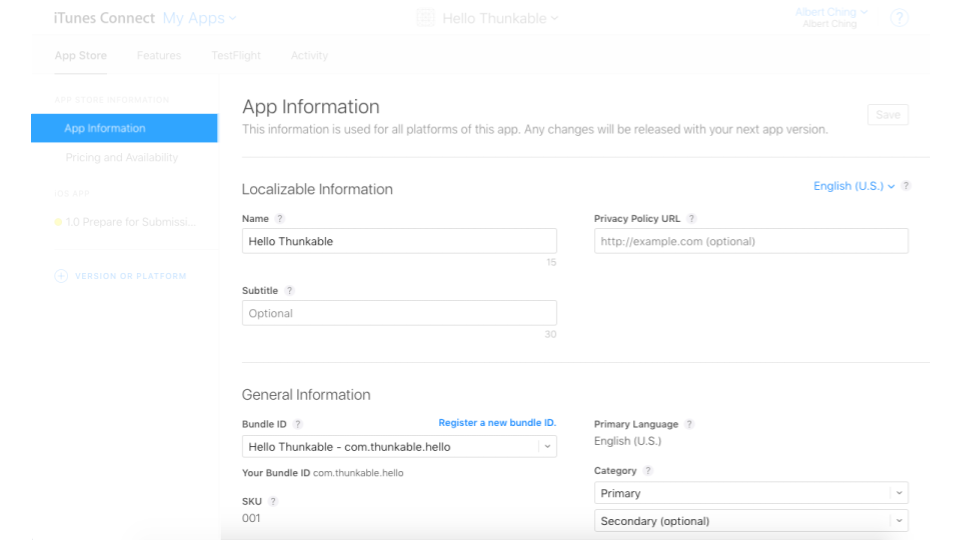 iTunes Connect My Apps
Hello Thunkable
Albert Ching
Albert Ching
?
App Store Features TestFlight Activity
APP STORE INFORMATION
App Information
Pricing and Availability
iOS APP
1.0 Prepare for Submissi...
+ VERSION OR PLATFORM
App Information
Save
This information is used for all platforms of this app. Any changes will be released with your next app version.
Localizable Information
English (U.S.) ?
Name ?
Hello Thunkable
15
Privacy Policy URL ?
http://example.com (optional)
Subtitle ?
Optional
30
General Information
Bundle ID ? Register a new bundle ID.
Hello Thunkable - com.thunkable.hello
Your Bundle ID com.thunkable.hello
SKU ?
001
Primary Language ?
English (U.S.)
Category ?
Primary
Secondary (optional)